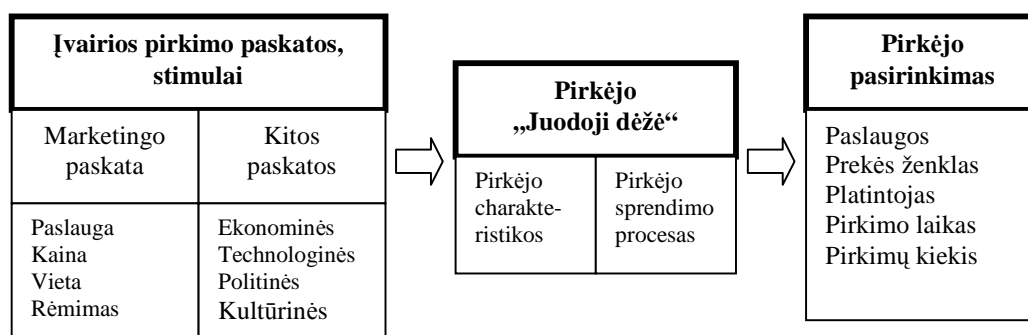 Įvairios pirkimo paskatos,
stimulai
Marketingo
paskata
Kitos
paskatos
Paslauga
Kaina
Vieta
Rėmimas
Ekonominės
Technologinės
Politinės
Kultūrinės
Pirkėjo
„Juodoji dėžė“
Pirkėjo
charakte-
ristikos
Pirkėjo
sprendimo
procesas
Pirkėjo
pasirinkimas
Paslaugos
Prekės ženklas
Platintojas
Pirkimo laikas
Pirkimų kiekis